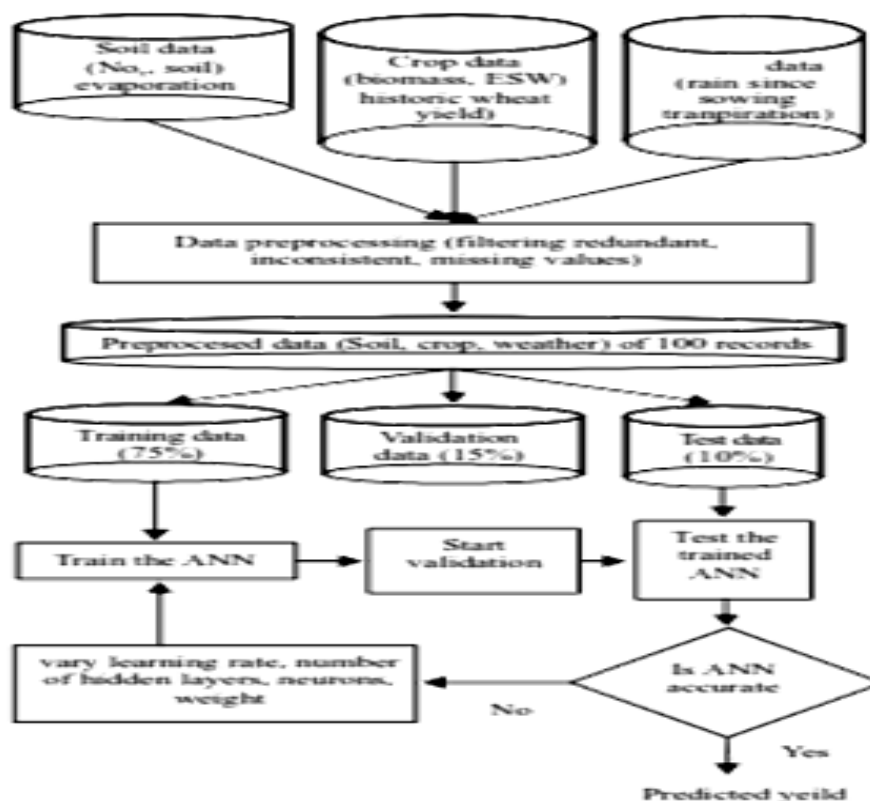 Soil data
(No,. soil)
evaporation
Crop data
(biomass, ESW)
historic wheat
yield)
data
(rain since
sowing
tranpiration)
Data preprocessing (filtering redundant,
inconsistent, missing values)
Preprocesed data (Soil, crop, weather) of 100 records
Training data
(75%)
Validation
data (15%)
Test data
(10%)
Train the ANN
Start
validation
Test the
trained
ANN
vary learning rate, number
of hidden layers, neurons,
weight
Is ANN
accurate
No
Yes
Predicted yeild